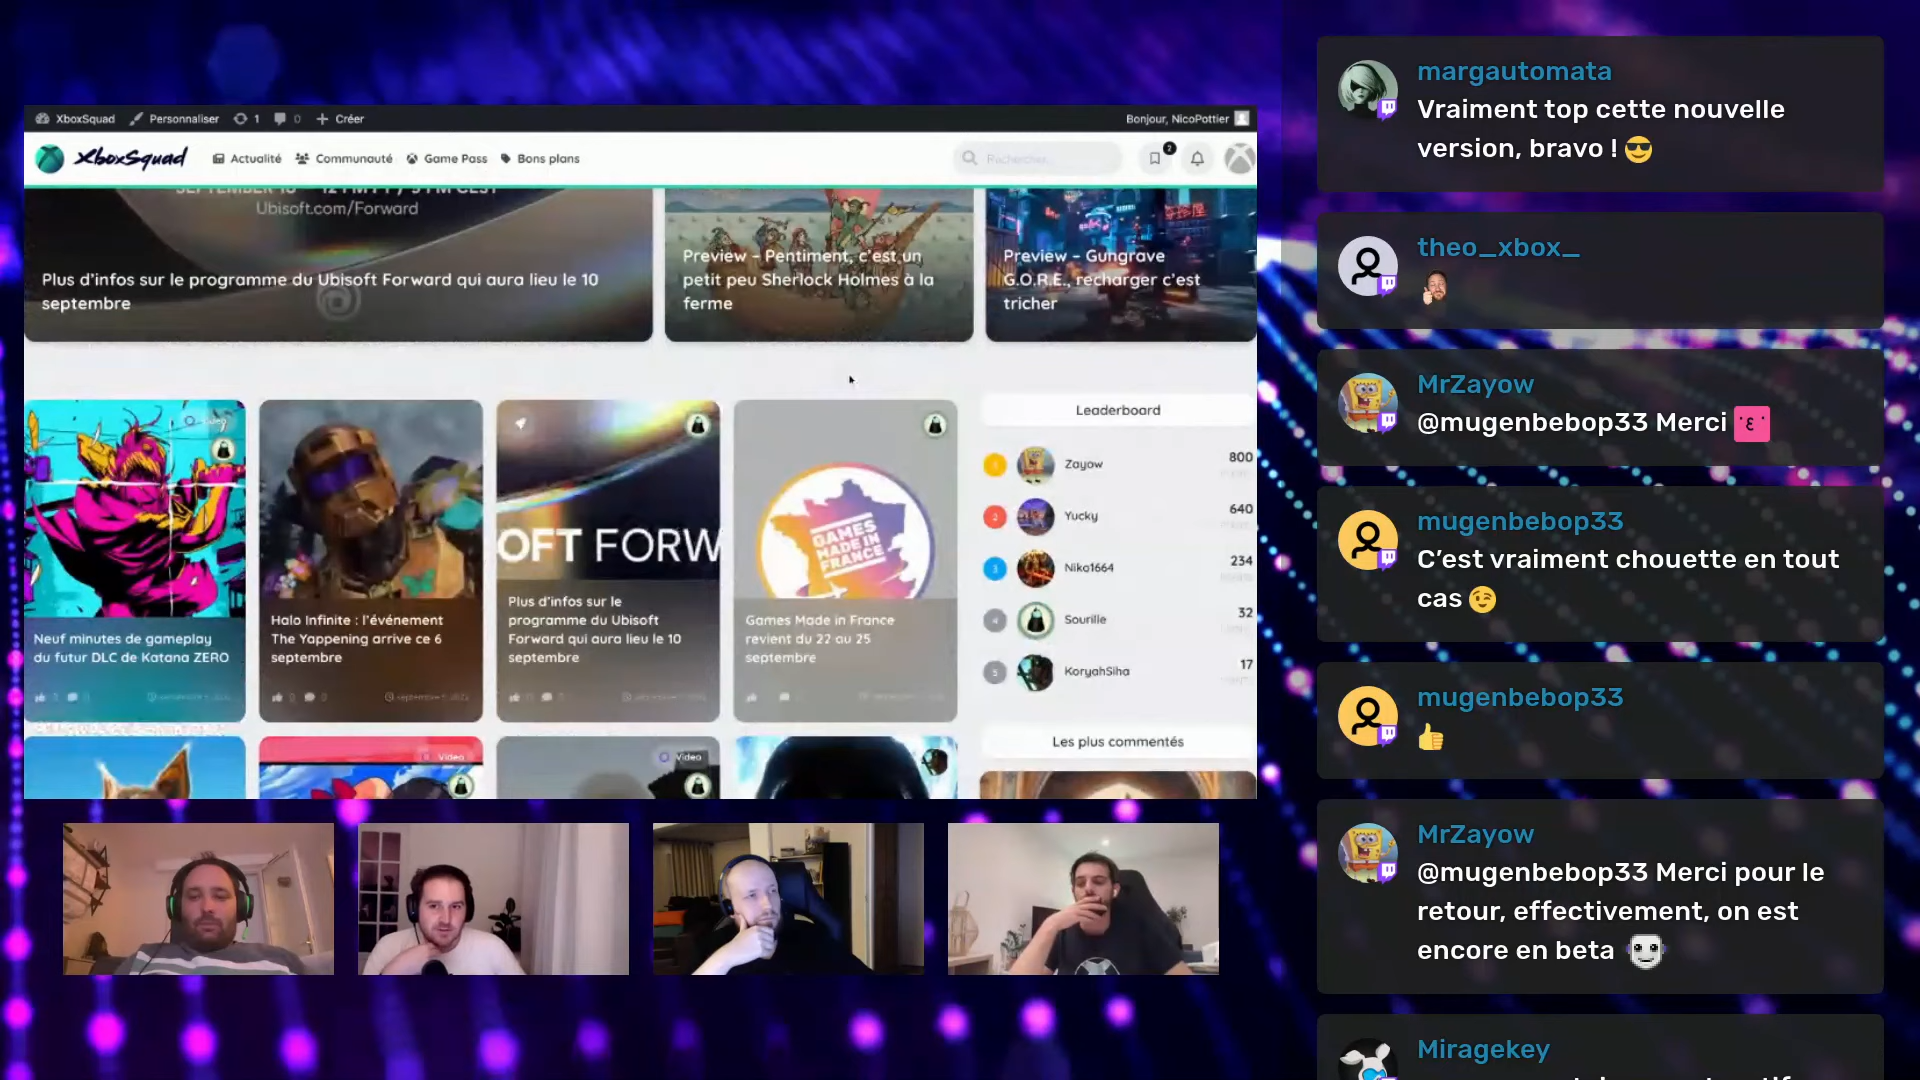 XboxSquad
Personnaliser
1
0
Créer
Bonjour, NicoPottier
XboxSquad
Actualité
Communauté
Game Pass
Bons plans
Rechercher...
2
Ubisoft.com/Forward
Plus d'infos sur le programme du Ubisoft Forward qui aura lieu le 10
septembre
Preview – Pentiment, c'est un
petit peu Sherlock Holmes à la
ferme
Preview – Gungrave
G.O.R.E., recharger c'est
tricher
Neuf minutes de gameplay
du futur DLC de Katana ZERO
Halo Infinite : l'événement
The Yappening arrive ce 6
septembre
OFT FORW
Plus d'infos sur le
programme du Ubisoft
Forward qui aura lieu le 10
septembre
GAMES
MADE IN
FRANCE
Games Made in France
revient du 22 au 25
septembre
Leaderboard
Zayow
800
2
Yucky
640
3
Niko1664
234
Sourille
32
5
KoryahSiha
17
Les plus commentés
Video
Video
margautomata
Vraiment top cette nouvelle
version, bravo ! 😎
theo_xbox_
MrZayow
@mugenbebop33 Merci
mugenbebop33
C'est vraiment chouette en tout
cas 😉
mugenbebop33
👍
MrZayow
@mugenbebop33 Merci pour le
retour, effectivement, on est
encore en beta
Miragekey